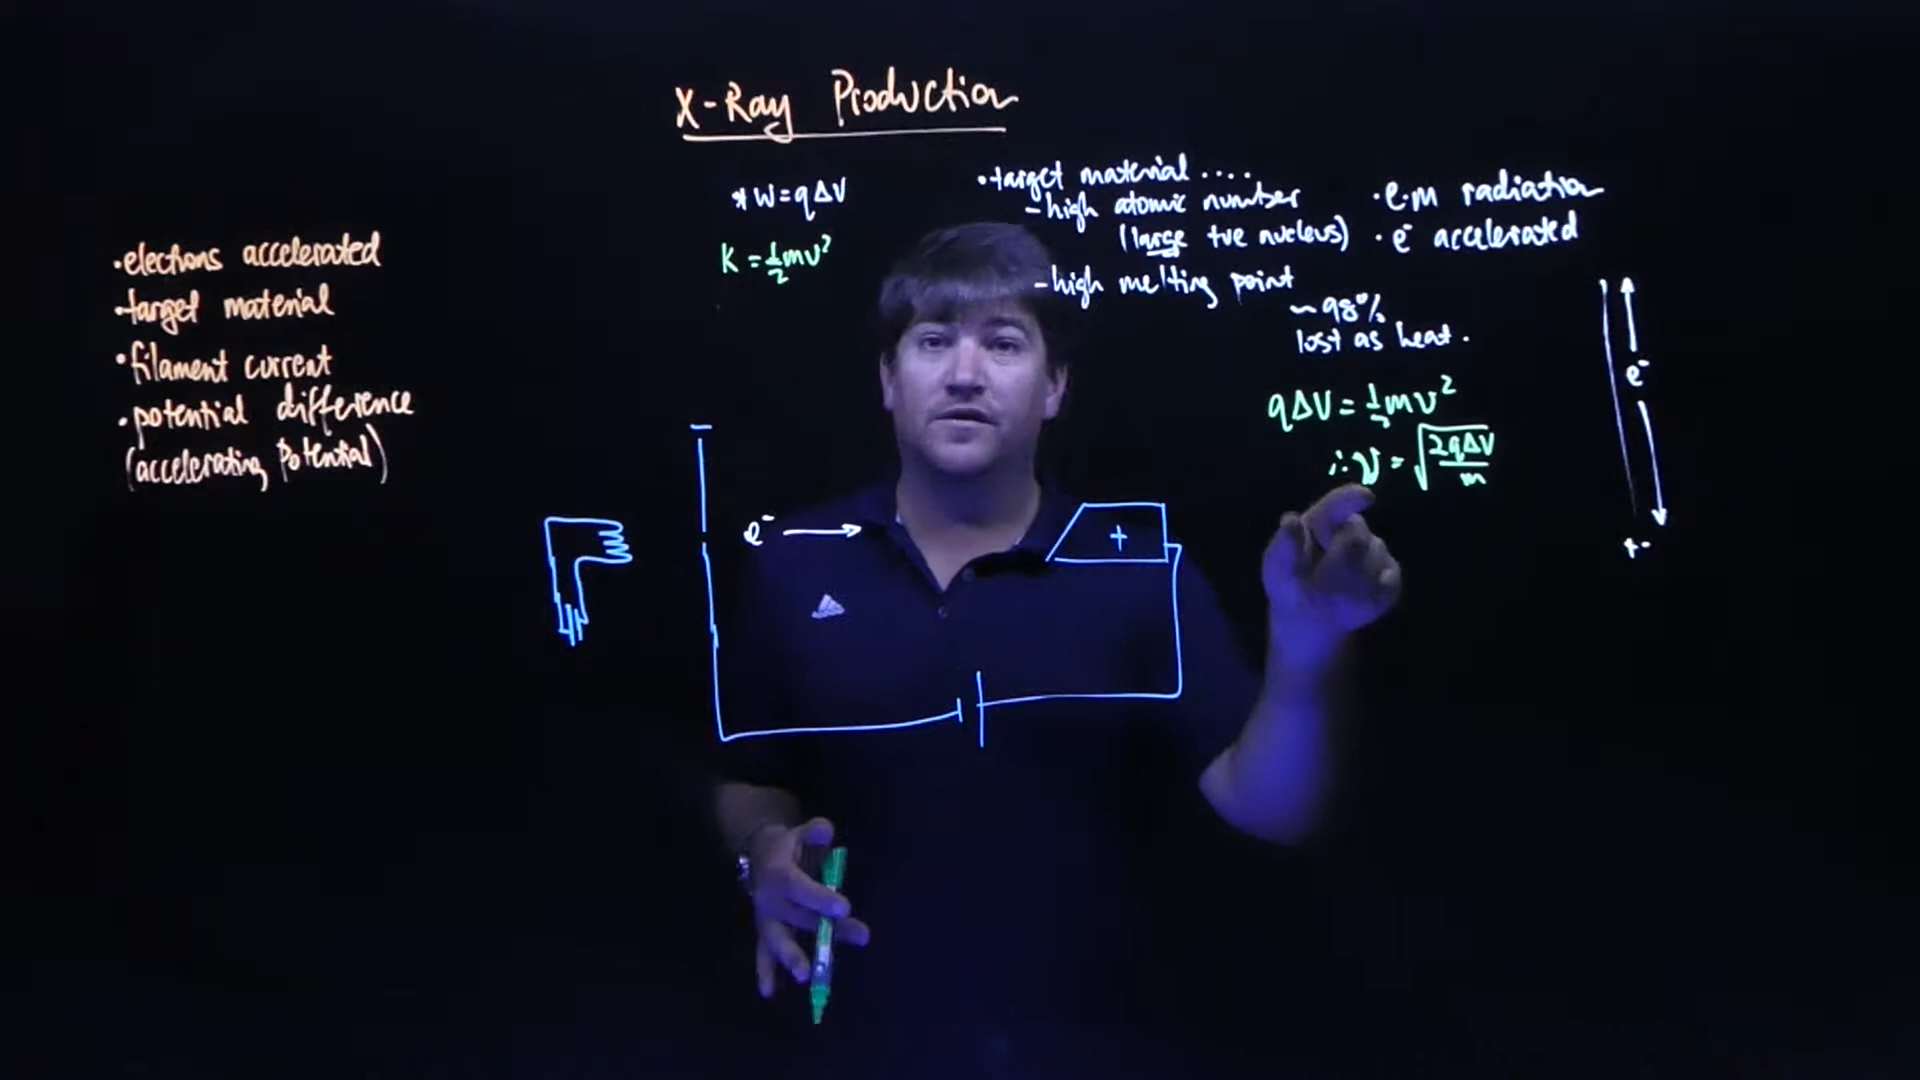 X-Ray Production
•elections accelerated
•target material
•filament current
•potential difference
(accelerating Potential)
* W = qΔV
K = ½mv²
•target material ....
-high atomic number
(large +ve nucleus)
-high melting point
~98%
lost as heat.
•e.m radiation
•e⁻ accelerated
qΔV = ½mv²
∴ v = √(2qΔV/m)
e⁻
e⁻
+